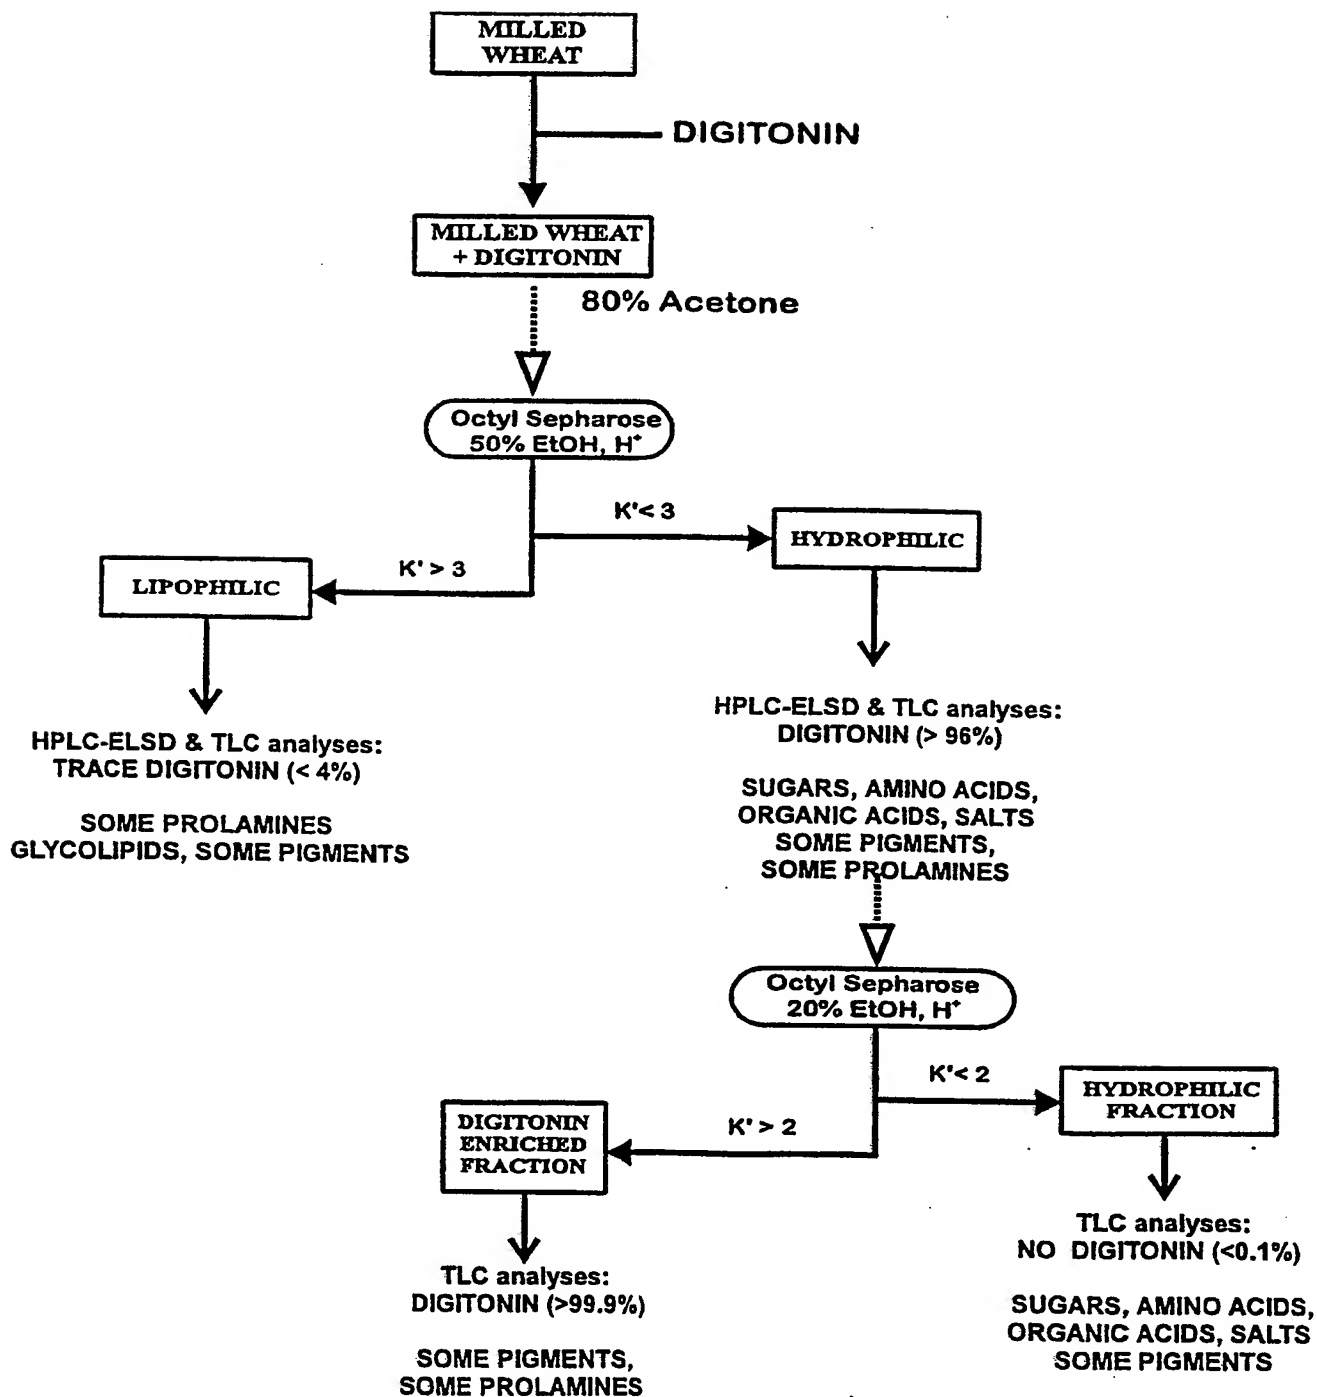 MILLED
WHEAT
DIGITONIN
MILLED WHEAT
+ DIGITONIN
80% Acetone
Octyl Sepharose
50% EtOH, H⁺
K'< 3
HYDROPHILIC
K' > 3
LIPOPHILIC
HPLC-ELSD & TLC analyses:
TRACE DIGITONIN (< 4%)
SOME PROLAMINES
GLYCOLIPIDS, SOME PIGMENTS
HPLC-ELSD & TLC analyses:
DIGITONIN (> 96%)
SUGARS, AMINO ACIDS,
ORGANIC ACIDS, SALTS
SOME PIGMENTS,
SOME PROLAMINES
Octyl Sepharose
20% EtOH, H⁺
K'< 2
HYDROPHILIC
FRACTION
K' > 2
DIGITONIN
ENRICHED
FRACTION
TLC analyses:
NO DIGITONIN (<0.1%)
SUGARS, AMINO ACIDS,
ORGANIC ACIDS, SALTS
SOME PIGMENTS
TLC analyses:
DIGITONIN (>99.9%)
SOME PIGMENTS,
SOME PROLAMINES